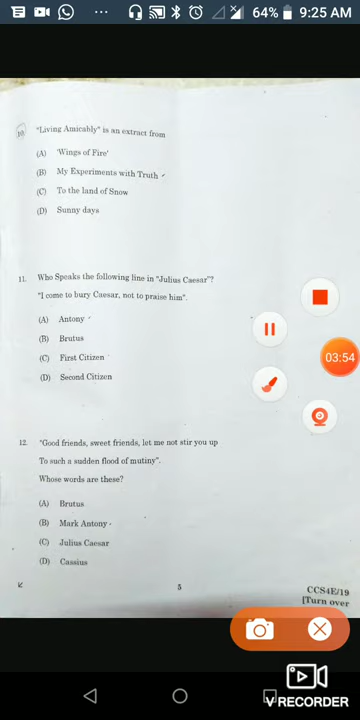 64% 9:25 AM
10. "Living Amicably" is an extract from
(A) 'Wings of Fire'
(B) My Experiments with Truth
(C) To the land of Snow
(D) Sunny days
11. Who Speaks the following line in "Julius Caesar"?
"I come to bury Caesar, not to praise him".
(A) Antony
(B) Brutus
(C) First Citizen
(D) Second Citizen
03:54
12. "Good friends, sweet friends, let me not stir you up
To such a sudden flood of mutiny".
Whose words are these?
(A) Brutus
(B) Mark Antony
(C) Julius Caesar
(D) Cassius
K 5 CCS4E/19
[Turn over
V RECORDER